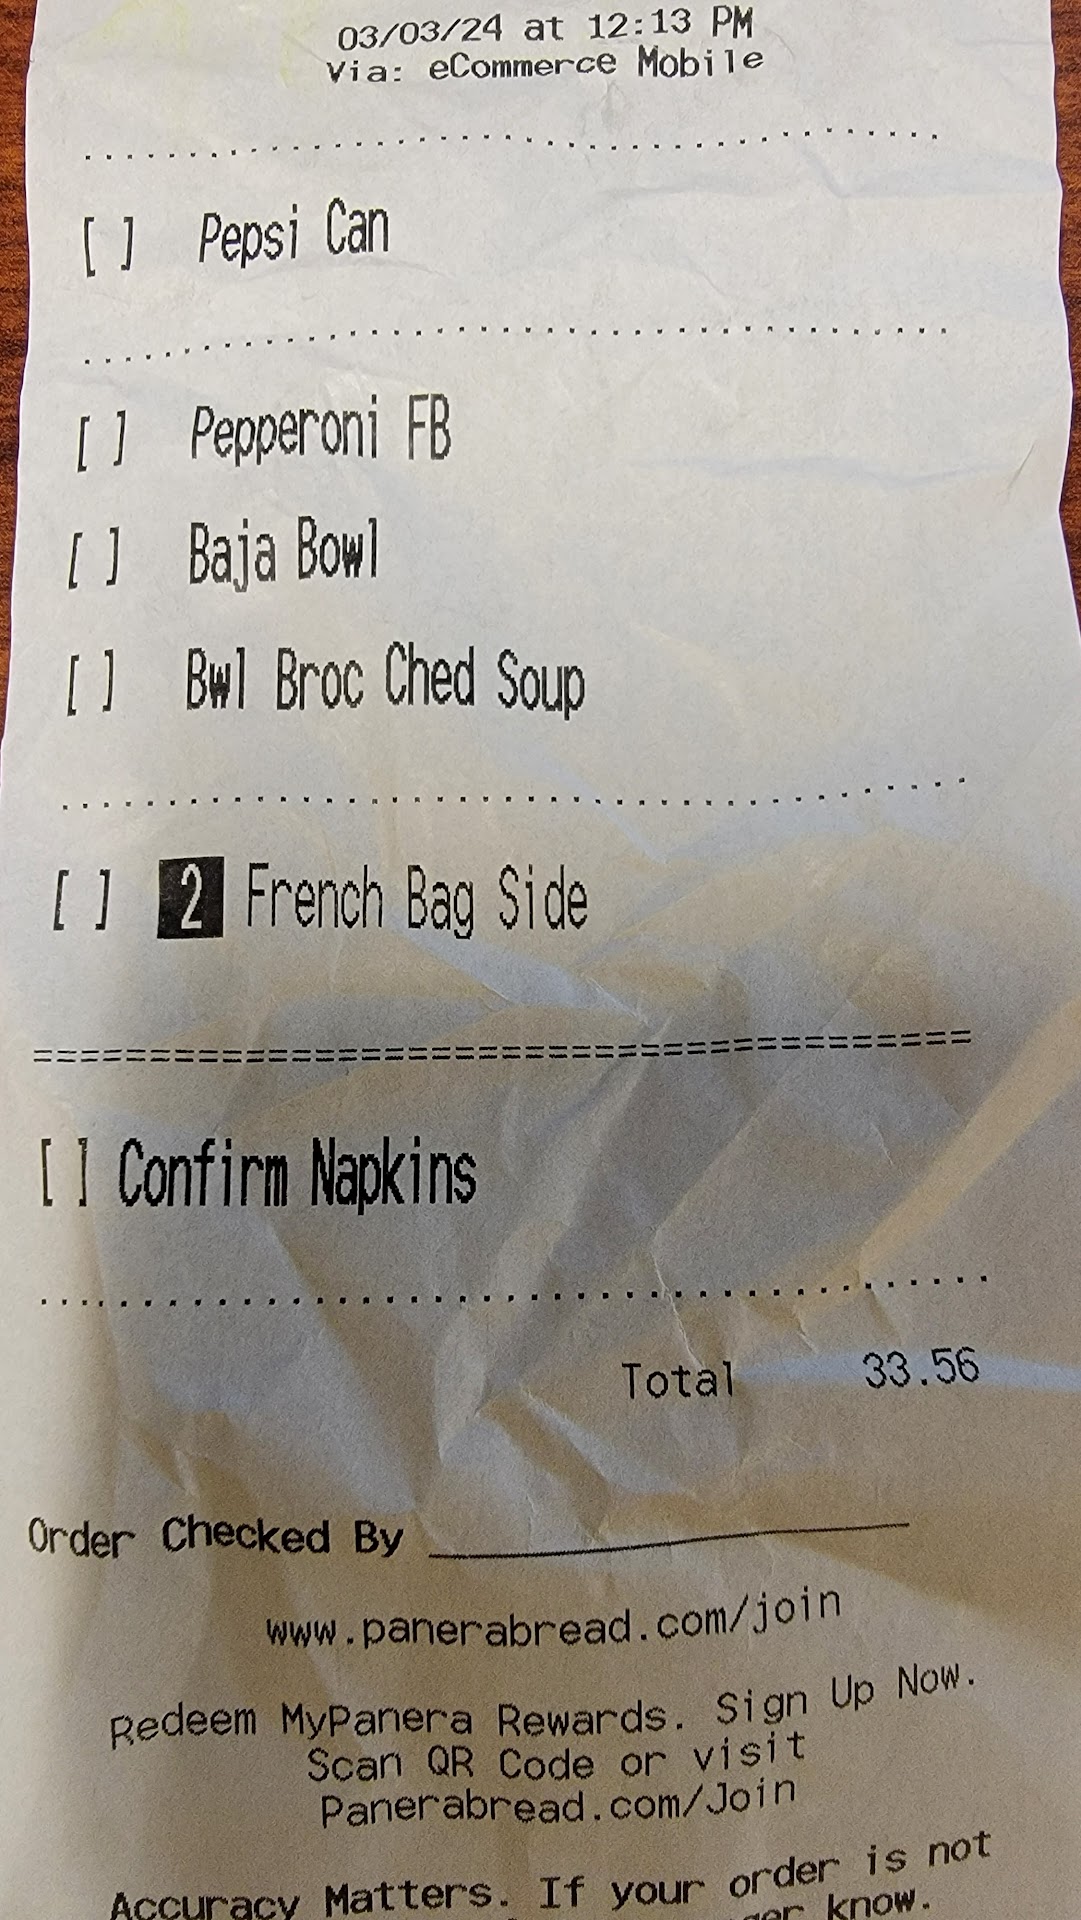 03/03/24 at 12:13 PM
Via: eCommerce Mobile
[ ] Pepsi Can
[ ] Pepperoni FB
[ ] Baja Bowl
[ ] Bwl Broc Ched Soup
[ ] 2 French Bag Side
=======================================
[ ] Confirm Napkins
Total 33.56
Order Checked By
www.panerabread.com/join
Redeem MyPanera Rewards. Sign Up Now.
Scan QR Code or visit
Panerabread.com/Join
Accuracy Matters. If your order is not
know.